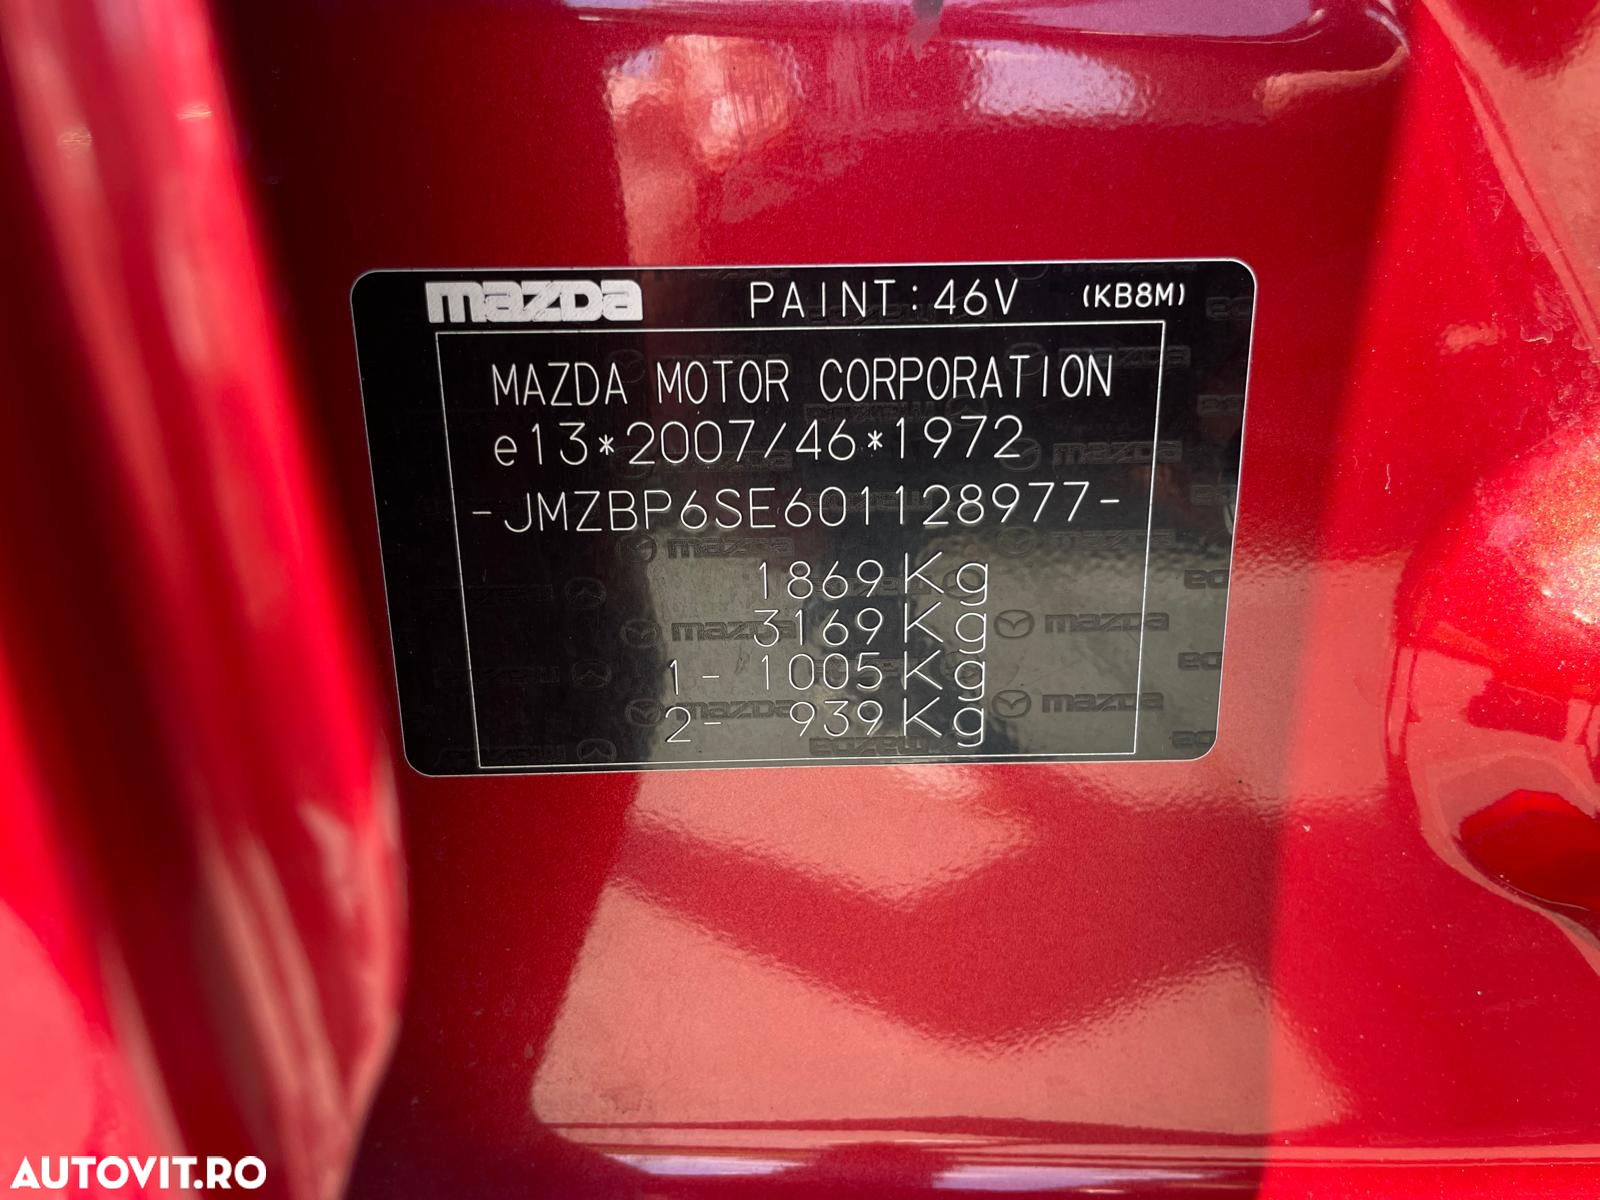 mazda PAINT:46V (KB8M)
MAZDA MOTOR CORPORATION
e13*2007/46*1972
-JMZBP6SE601128977-
1869Kg
3169Kg
1- 1005Kg
2- 939Kg
AUTOVIT.RO